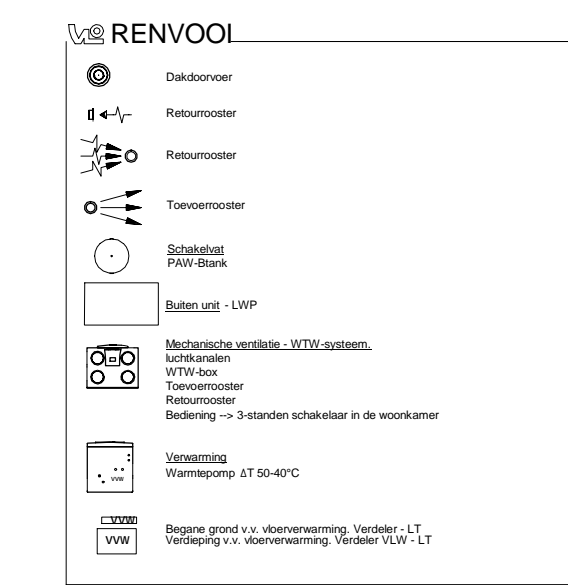 RENVOOI
Dakdoorvoer
Retourrooster
Retourrooster
Toevoerrooster
Schakelvat
PAW-Btank
Buiten unit - LWP
Mechanische ventilatie - WTW-systeem.
luchtkanalen
WTW-box
Toevoerrooster
Retourrooster
Bediening --> 3-standen schakelaar in de woonkamer
Verwarming
Warmtepomp ΔT 50-40°C
VVW
VVW
VVW
Begane grond v.v. vloerverwarming. Verdeler - LT
Verdieping v.v. vloerverwarming. Verdeler VLW - LT